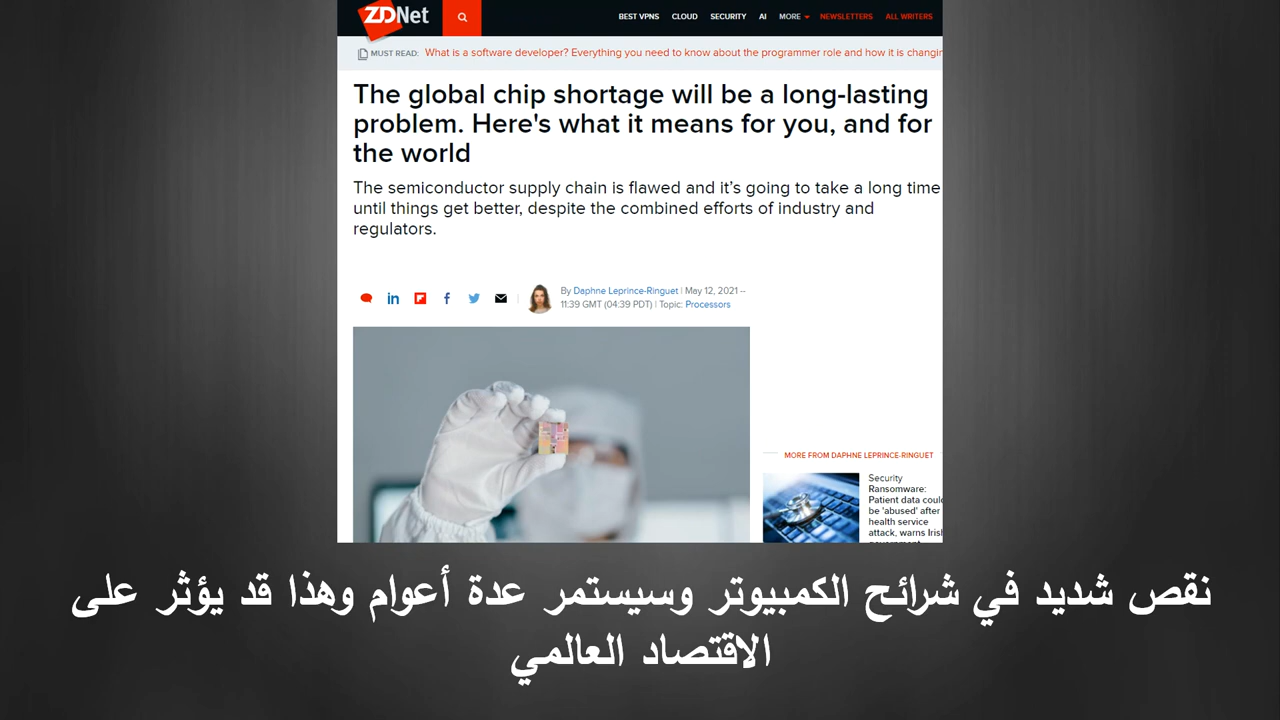 ZDNet
BEST VPNS CLOUD SECURITY AI MORE NEWSLETTERS ALL WRITERS
MUST READ: What is a software developer? Everything you need to know about the programmer role and how it is
The global chip shortage will be a long-lasting
problem. Here's what it means for you, and for
the world
The semiconductor supply chain is flawed and it's going to take a long time
until things get better, despite the combined efforts of industry and
regulators.
By Daphne Leprince-Ringuet | May 12, 2021 --
11:39 GMT (04:39 PDT) | Topic: Processors
MORE FROM DAPHNE LEPRINCE-RINGUET
Security
Ransomware:
Patient data could
be 'abused' after
health service
attack, warns Irish
نقص شديد في شرائح الكمبيوتر وسيستمر عدة أعوام وهذا قد يؤثر على
الاقتصاد العالمي